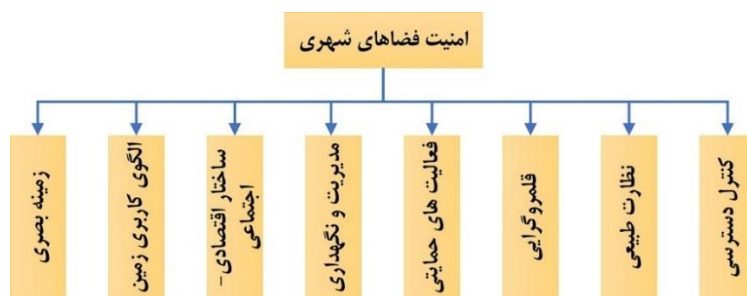 امنیت فضاهای شهری
کنترل دسترسی
نظارت طبیعی
قلمروگرایی
فعالیت های حمایتی
مدیریت و نگهداری
ساختار اقتصادی-
اجتماعی
الگوی کاربری زمین
زمینه بصری